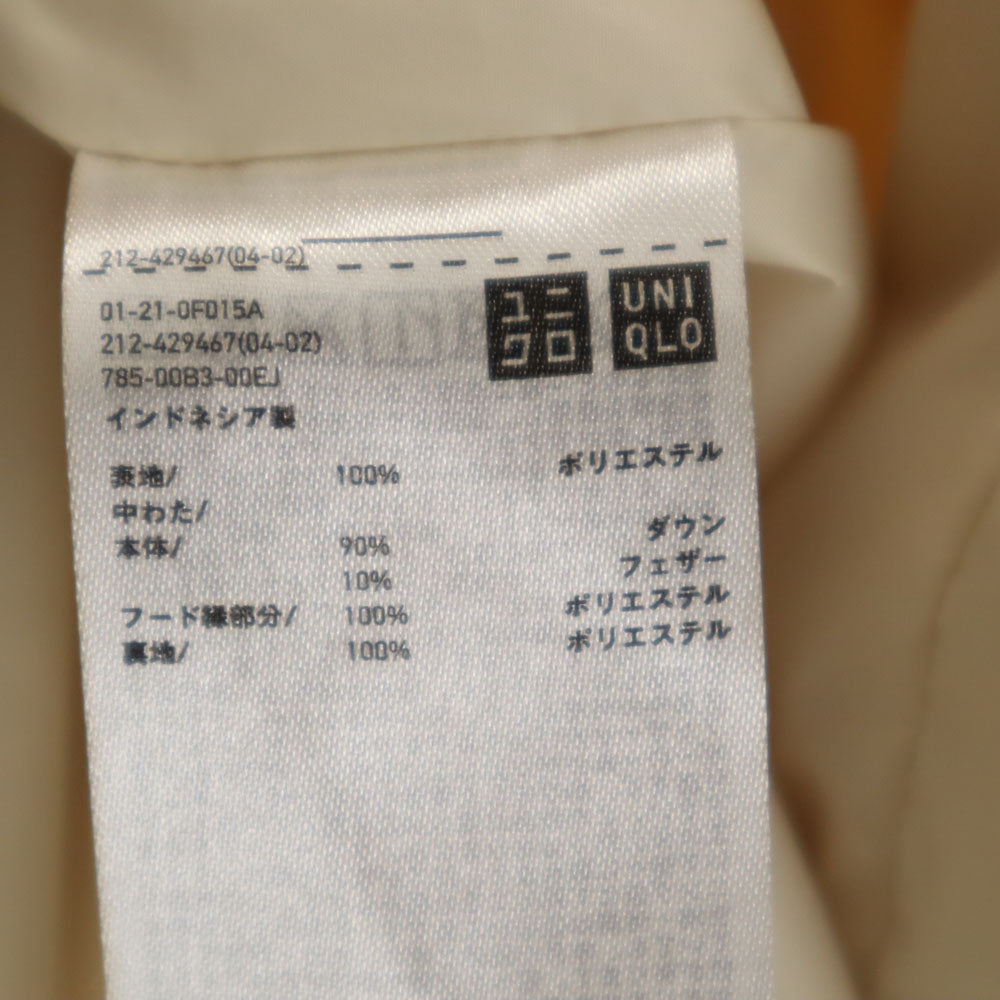 212-429467(04-02)
01-21-0F015A
212-429467(04-02)
785-00B3-00EJ
インドネシア製
ユニ
クロ
UNI
QLO
表地/ 100% ポリエステル
中わた/
本体/ 90% ダウン
10% フェザー
フード縁部分/ 100% ポリエステル
裏地/ 100% ポリエステル